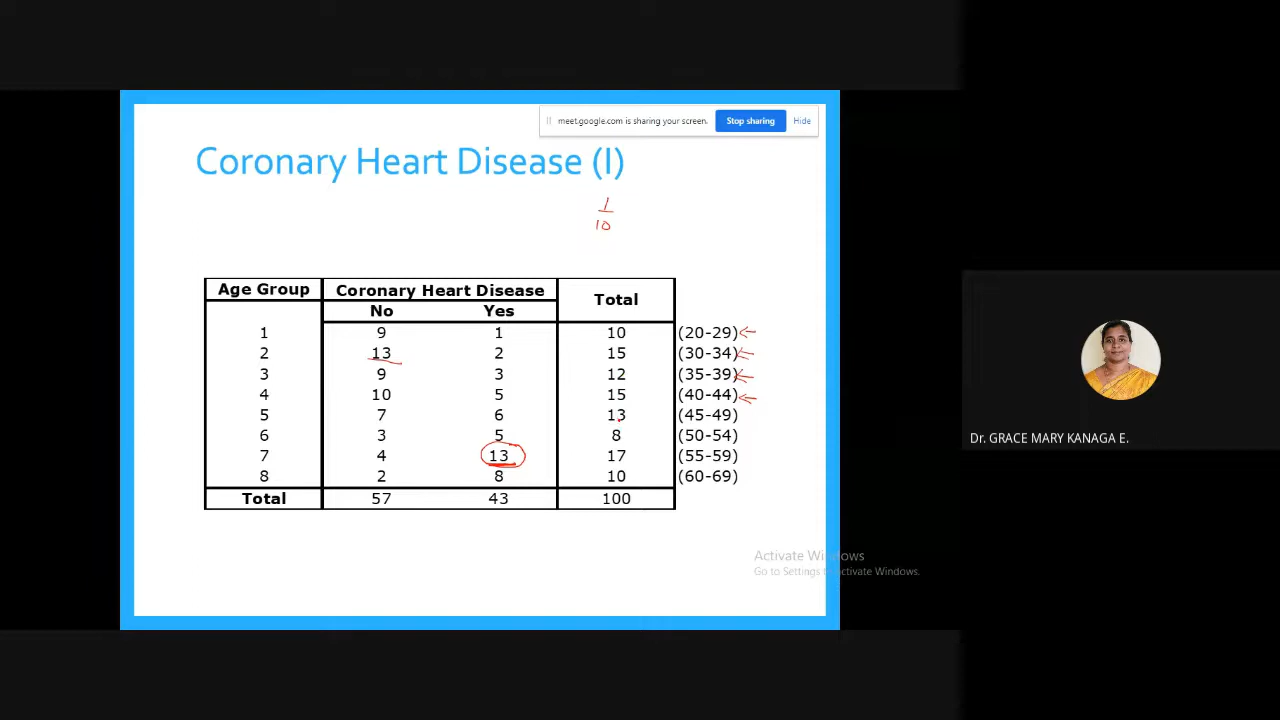 meet.google.com is sharing your screen. Stop sharing Hide
Coronary Heart Disease (I)
1
10
Age Group Coronary Heart Disease Total
No Yes
1 9 1 10 (20-29)
2 13 2 15 (30-34)
3 9 3 12 (35-39)
4 10 5 15 (40-44)
5 7 6 13 (45-49)
6 3 5 8 (50-54)
7 4 13 17 (55-59)
8 2 8 10 (60-69)
Total 57 43 100
Dr. GRACE MARY KANAGA E.
Activate Windows
Go to Settings to activate Windows.